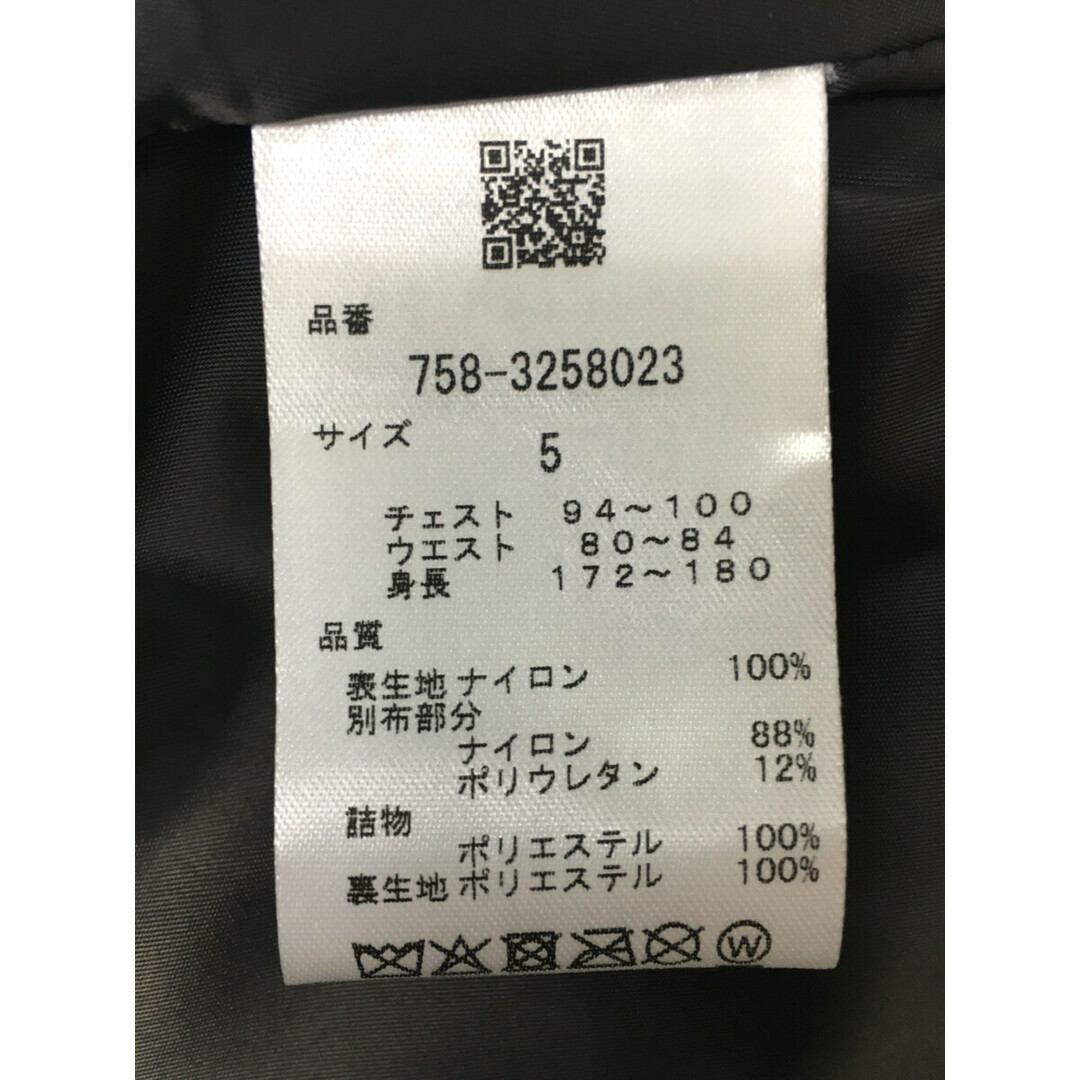 品番
758-3258023
サイズ 5
チェスト 94～100
ウエスト 80～84
身長 172～180
品質
表生地 ナイロン 100%
別布部分
ナイロン 88%
ポリウレタン 12%
詰物
ポリエステル 100%
裏生地 ポリエステル 100%
W